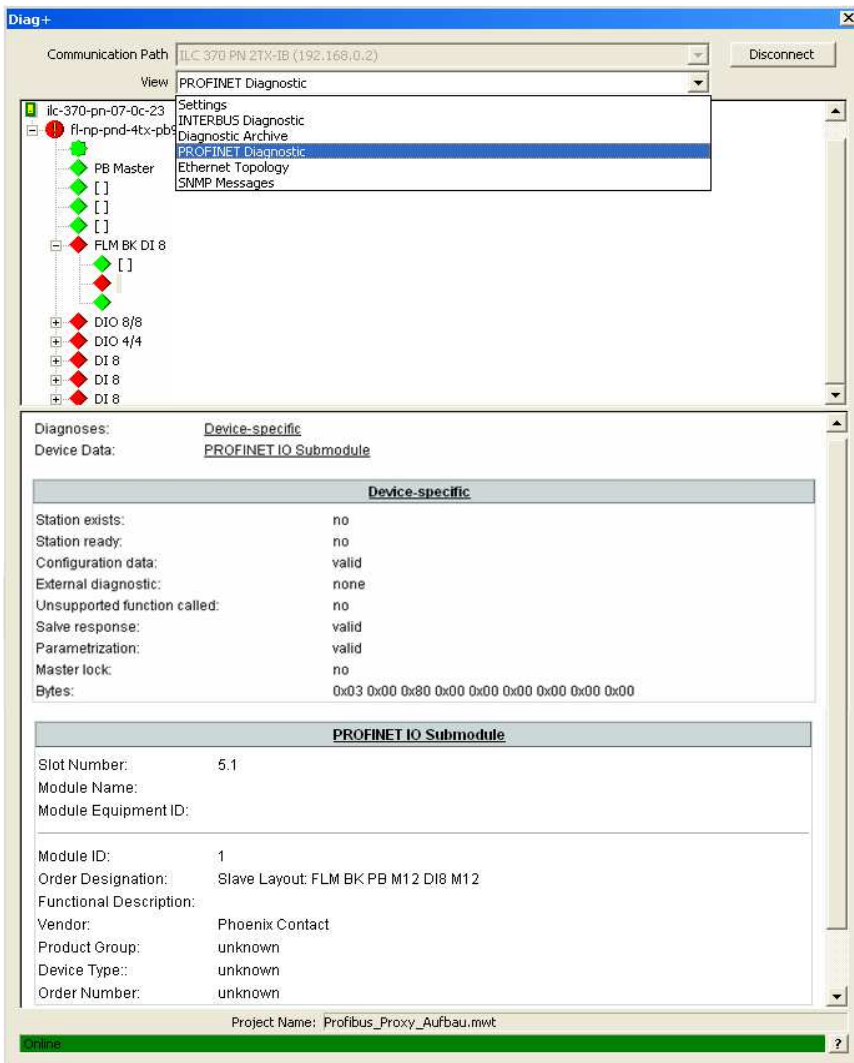 Diag+
Communication Path ILC 370 PN 2TX-IB (192.168.0.2) Disconnect
View PROFINET Diagnostic
Settings
INTERBUS Diagnostic
Diagnostic Archive
PROFINET Diagnostic
Ethernet Topology
SNMP Messages
ilc-370-pn-07-0c-23
fl-np-pnd-4tx-pb
PB Master
[ ]
[ ]
[ ]
FLM BK DI 8
[ ]
DIO 8/8
DIO 4/4
DI 8
DI 8
DI 8
Diagnoses: Device-specific
Device Data: PROFINET IO Submodule
Device-specific
Station exists: no
Station ready: no
Configuration data: valid
External diagnostic: none
Unsupported function called: no
Salve response: valid
Parametrization: valid
Master lock: no
Bytes: 0x03 0x00 0x80 0x00 0x00 0x00 0x00 0x00 0x00
PROFINET IO Submodule
Slot Number: 5.1
Module Name:
Module Equipment ID:
Module ID: 1
Order Designation: Slave Layout: FLM BK PB M12 DI8 M12
Functional Description:
Vendor: Phoenix Contact
Product Group: unknown
Device Type:: unknown
Order Number: unknown
Project Name: Profibus_Proxy_Aufbau.mwt
Online ?